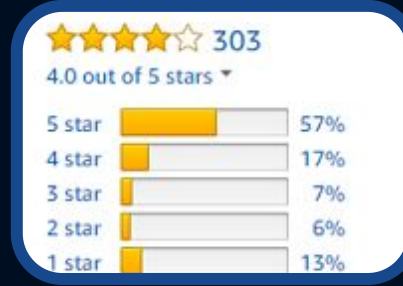 303
4.0 out of 5 stars
5 star 57%
4 star 17%
3 star 7%
2 star 6%
1 star 13%